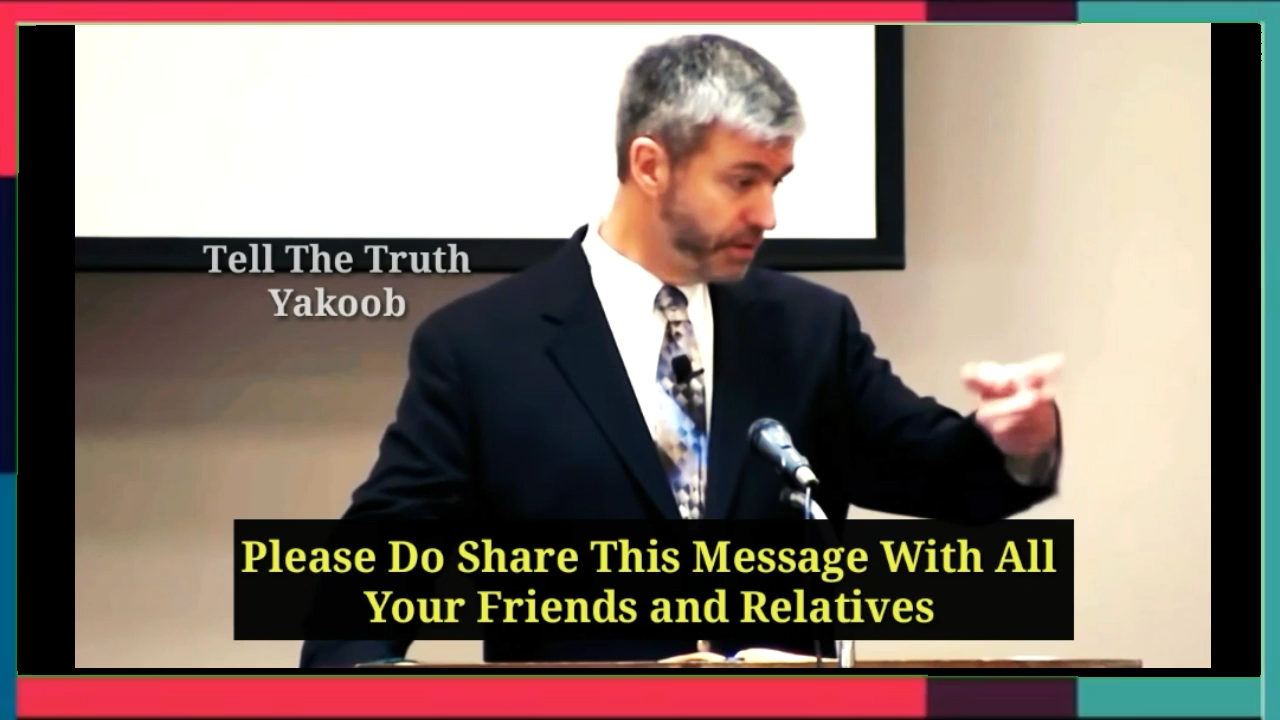 Tell The Truth
Yakoob
Please Do Share This Message With All
Your Friends and Relatives